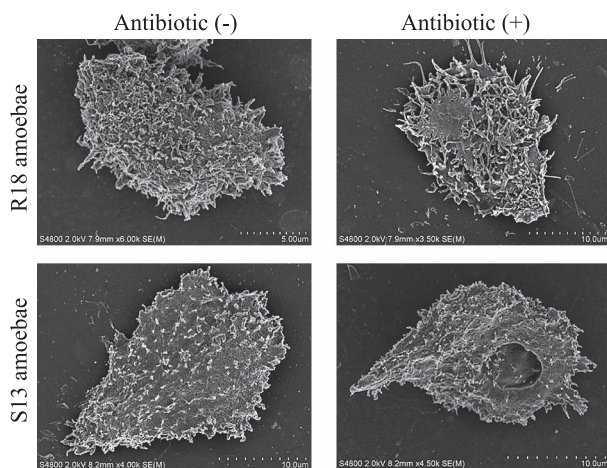 Antibiotic (-)
Antibiotic (+)
R18 amoebae
S4800 2.0kV 7.9mm x6.00k SE(M)
5.00um
S4800 2.0kV 7.9mm x3.50k SE(M)
10.0um
S13 amoebae
S4800 2.0kV 8.2mm x4.00k SE(M)
10.0um
S4800 2.0kV 8.2mm x4.50k SE(M)
10.0um